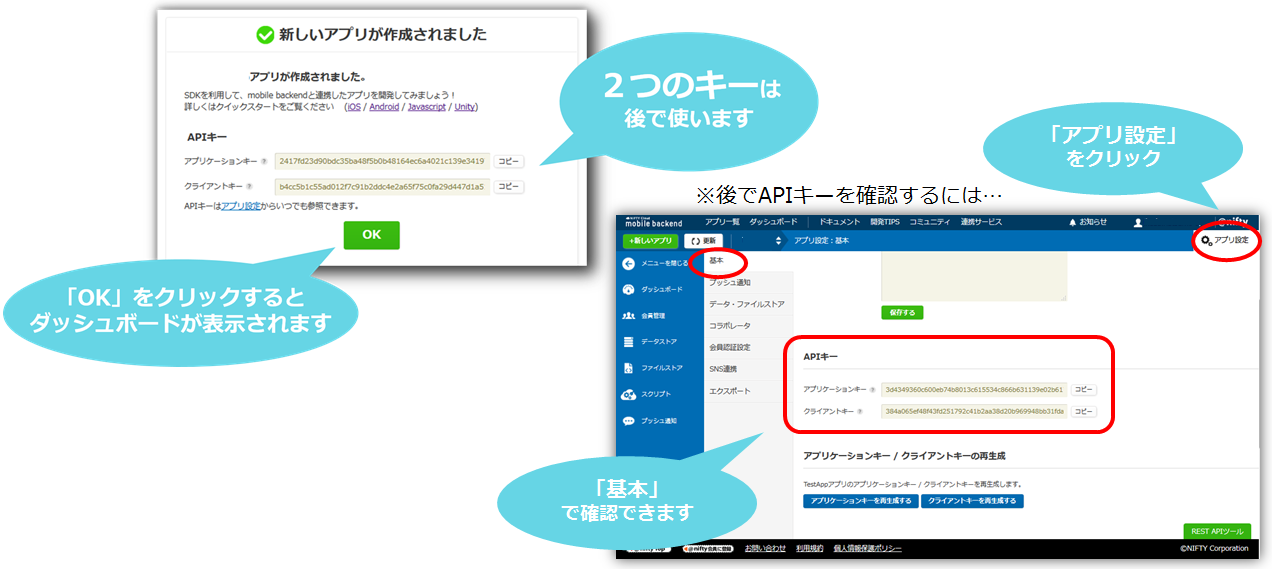 新しいアプリが作成されました
アプリが作成されました。
SDKを利用して、mobile backendと連携したアプリを開発してみましょう！
詳しくはクイックスタートをご覧ください (iOS / Android / Javascript / Unity)
APIキー
アプリケーションキー 2417fd23d90bdc35ba48f5b0b48164ec6a4021c139e3419 コピー
クライアントキー b4cc5b1c55ad012f7c91b2ddc4e2a65f75c0fa29d447d1a5 コピー
APIキーはアプリ設定からいつでも参照できます。
OK
２つのキーは
後で使います
「OK」をクリックすると
ダッシュボードが表示されます
「アプリ設定」
をクリック
※後でAPIキーを確認するには…
NIFTY Cloud
mobile backend アプリ一覧 ダッシュボード ドキュメント 開発TIPS コミュニティ 連携サービス お知らせ @nifty
+新しいアプリ 更新 アプリ設定：基本 アプリ設定
メニューを閉じる
ダッシュボード
会員管理
データストア
ファイルストア
スクリプト
プッシュ通知
基本
プッシュ通知
データ・ファイルストア
コラボレータ
会員認証設定
SNS連携
エクスポート
保存する
APIキー
アプリケーションキー 3d4349360c600eb74b8013c615534c866b631139e02b61 コピー
クライアントキー 384a065ef48f43fd251792c41b2aa38d20b969948bb31fda コピー
アプリケーションキー / クライアントキーの再生成
TestAppアプリのアプリケーションキー / クライアントキーを再生成します。
アプリケーションキーを再生成する クライアントキーを再生成する
REST APIツール
「基本」
で確認できます
@nifty top @nifty会員に登録 お問い合わせ 利用規約 個人情報保護ポリシー ©NIFTY Corporation